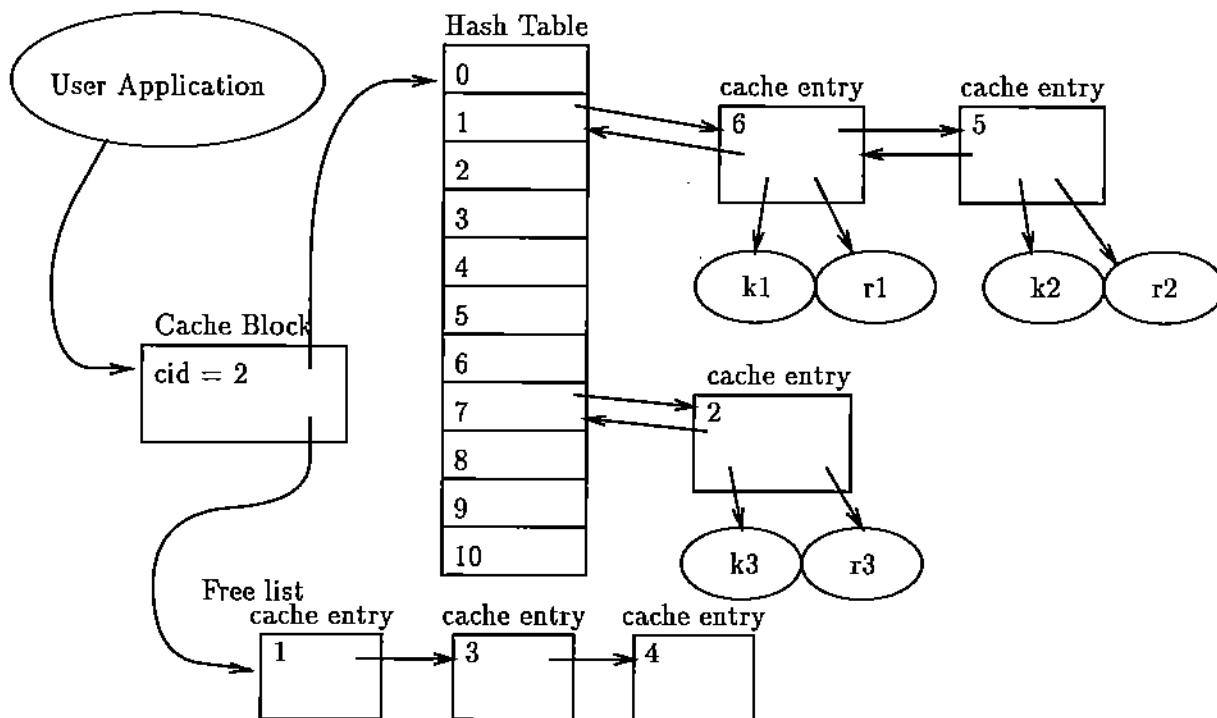 User Application
Cache Block
cid = 2
Hash Table
0
1
2
3
4
5
6
7
8
9
10
cache entry
6
k1
r1
cache entry
5
k2
r2
cache entry
2
k3
r3
Free list
cache entry
1
cache entry
3
cache entry
4